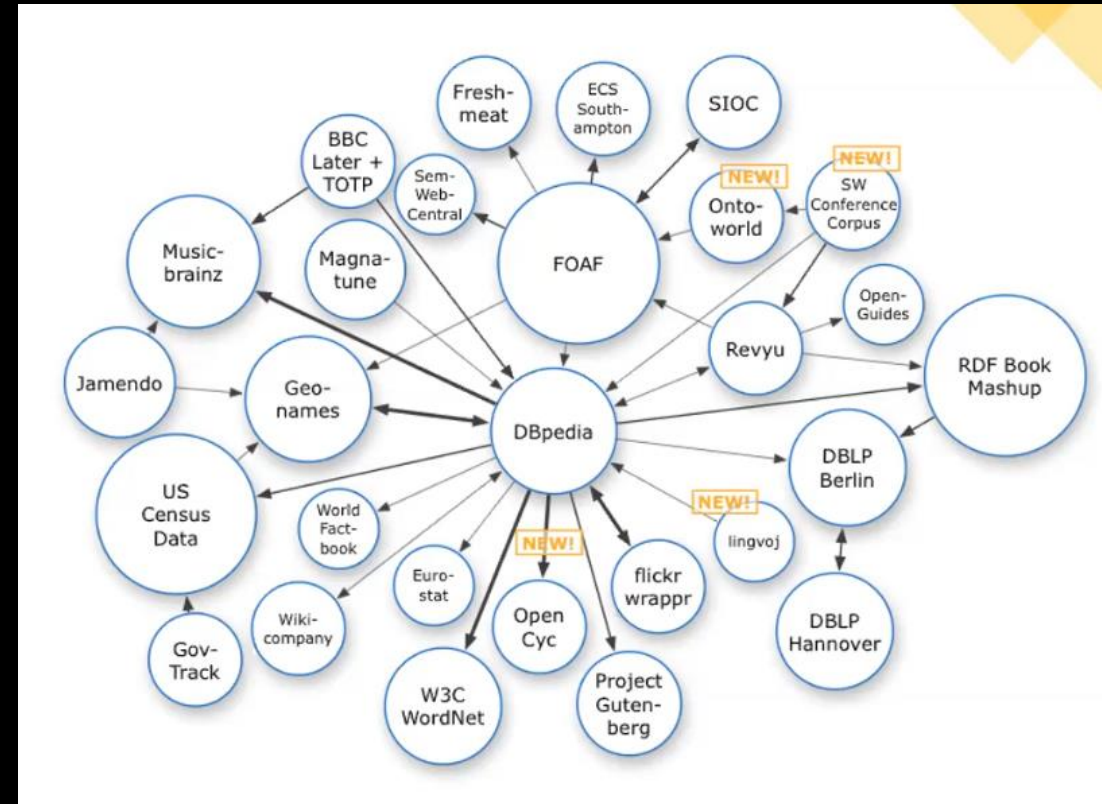 Fresh-
meat
ECS
South-
ampton
SIOC
BBC
Later +
TOTP
Sem-
Web-
Central
NEW!
Onto-
world
NEW!
SW
Conference
Corpus
Music-
brainz
Magna-
tune
FOAF
Open-
Guides
Jamendo
Geo-
names
Revyu
RDF Book
Mashup
DBpedia
DBLP
Berlin
US
Census
Data
World
Fact-
book
NEW!
lingvoj
Euro-
stat
NEW!
Open
Cyc
flickr
wrappr
Wiki-
company
Gov-
Track
DBLP
Hannover
W3C
WordNet
Project
Guten-
berg